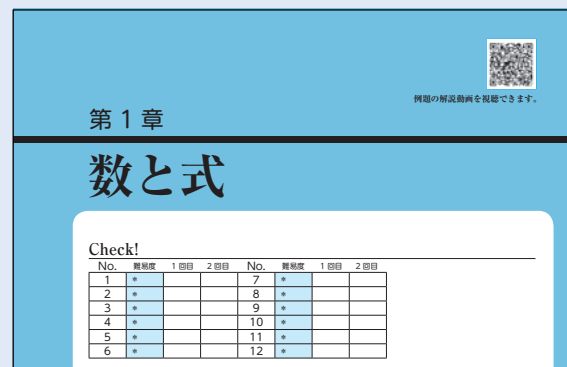 例題の解説動画を視聴できます。
第1章
数と式
Check!
No. 難易度 1回目 2回目 No. 難易度 1回目 2回目
1 * 7 *
2 * 8 *
3 * 9 *
4 * 10 *
5 * 11 *
6 * 12 *